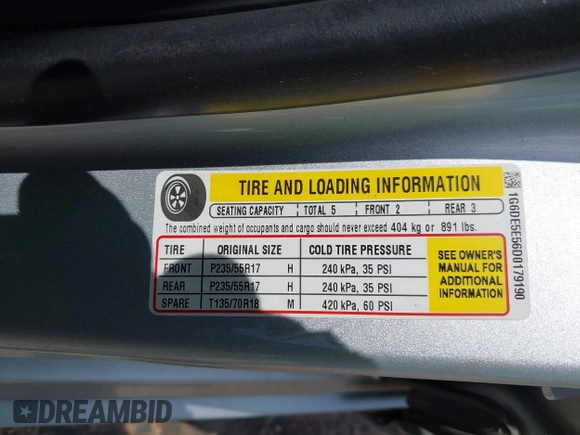 TIRE AND LOADING INFORMATION
SEATING CAPACITY TOTAL 5 FRONT 2 REAR 3
The combined weight of occupants and cargo should never exceed 404 kg or 891 lbs.
TIRE ORIGINAL SIZE COLD TIRE PRESSURE
FRONT P235/55R17 H 240 kPa, 35 PSI
REAR P235/55R17 H 240 kPa, 35 PSI
SPARE T135/70R18 M 420 kPa, 60 PSI
SEE OWNER'S
MANUAL FOR
ADDITIONAL
INFORMATION
1G6DE5E56D0179190
DREAMBID